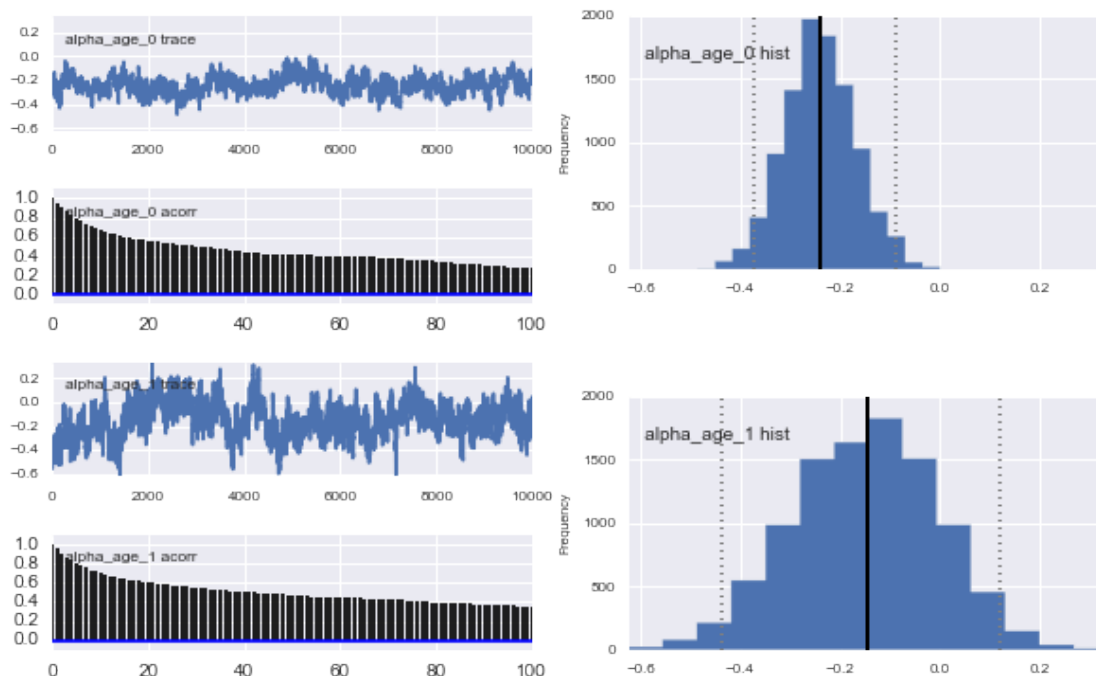 alpha_age_0 trace
0.2
0.0
−0.2
−0.4
−0.6
0 2000 4000 6000 8000 10000
alpha_age_0 acorr
1.0
0.8
0.6
0.4
0.2
0.0
0 20 40 60 80 100
alpha_age_0 hist
Frequency
2000
1500
1000
500
0
−0.6 −0.4 −0.2 0.0 0.2
alpha_age_1 trace
0.2
0.0
−0.2
−0.4
−0.6
0 2000 4000 6000 8000 10000
alpha_age_1 acorr
1.0
0.8
0.6
0.4
0.2
0.0
0 20 40 60 80 100
alpha_age_1 hist
Frequency
2000
1500
1000
500
0
−0.6 −0.4 −0.2 0.0 0.2